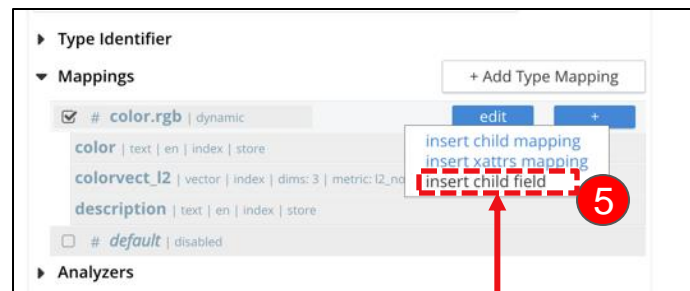 Type Identifier
Mappings
+ Add Type Mapping
# color.rgb | dynamic
edit
+
insert child mapping
color | text | en | index | store
insert xattrs mapping
colorvect_l2 | vector | index | dims: 3 | metric: l2_no
insert child field
5
description | text | en | index | store
# default | disabled
Analyzers